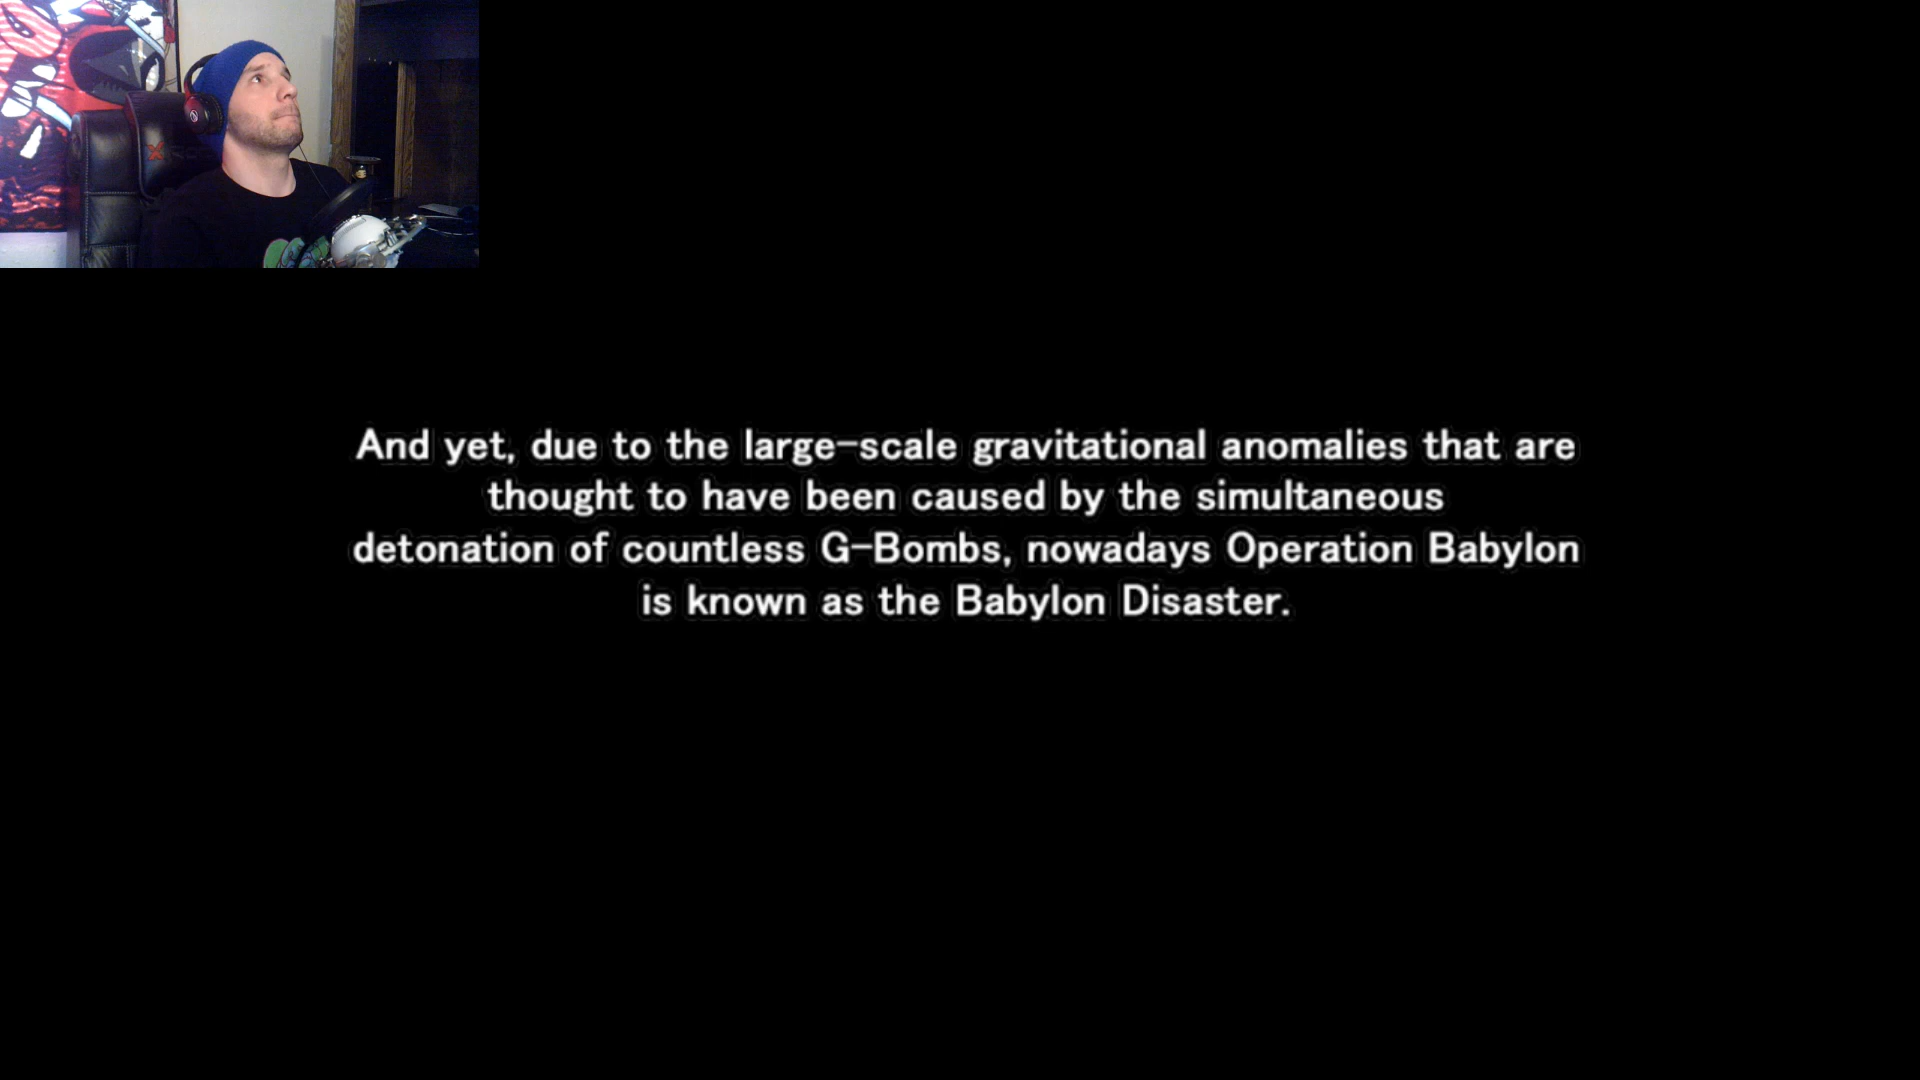 And yet, due to the large-scale gravitational anomalies that are
thought to have been caused by the simultaneous
detonation of countless G-Bombs, nowadays Operation Babylon
is known as the Babylon Disaster.